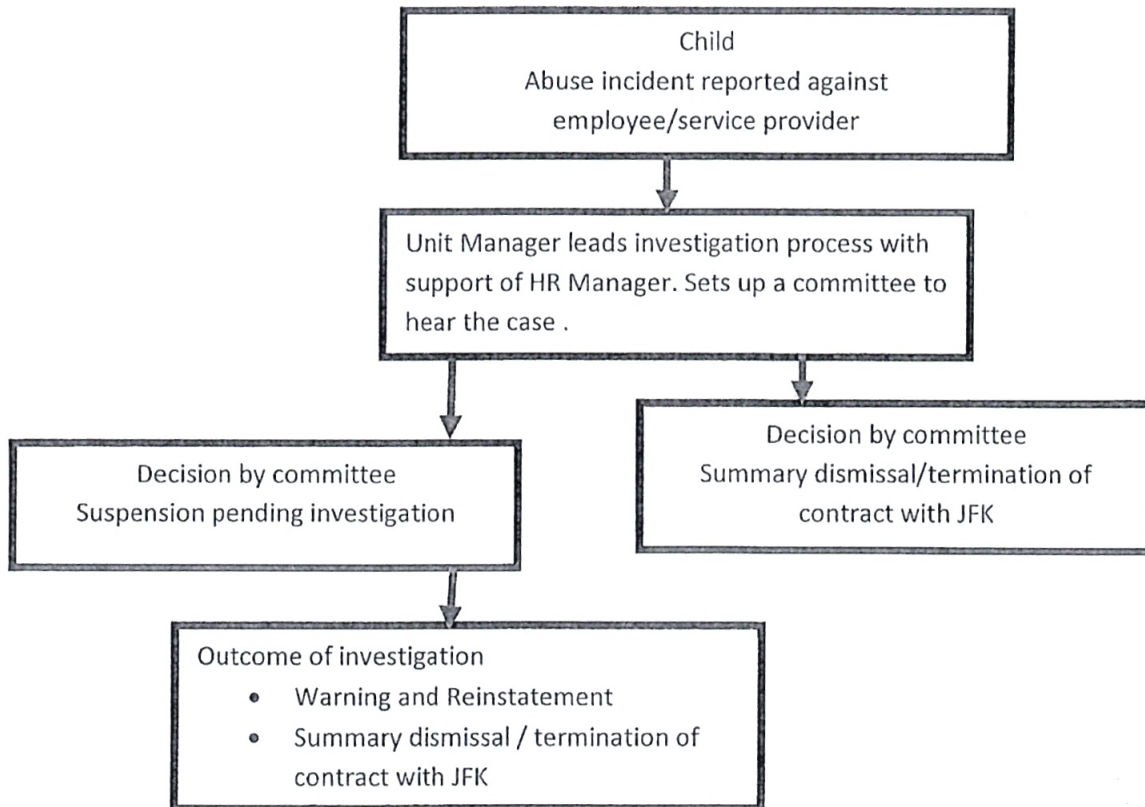 Child
Abuse incident reported against
employee/service provider
Unit Manager leads investigation process with
support of HR Manager. Sets up a committee to
hear the case .
Decision by committee
Suspension pending investigation
Decision by committee
Summary dismissal/termination of
contract with JFK
Outcome of investigation
• Warning and Reinstatement
• Summary dismissal / termination of
contract with JFK